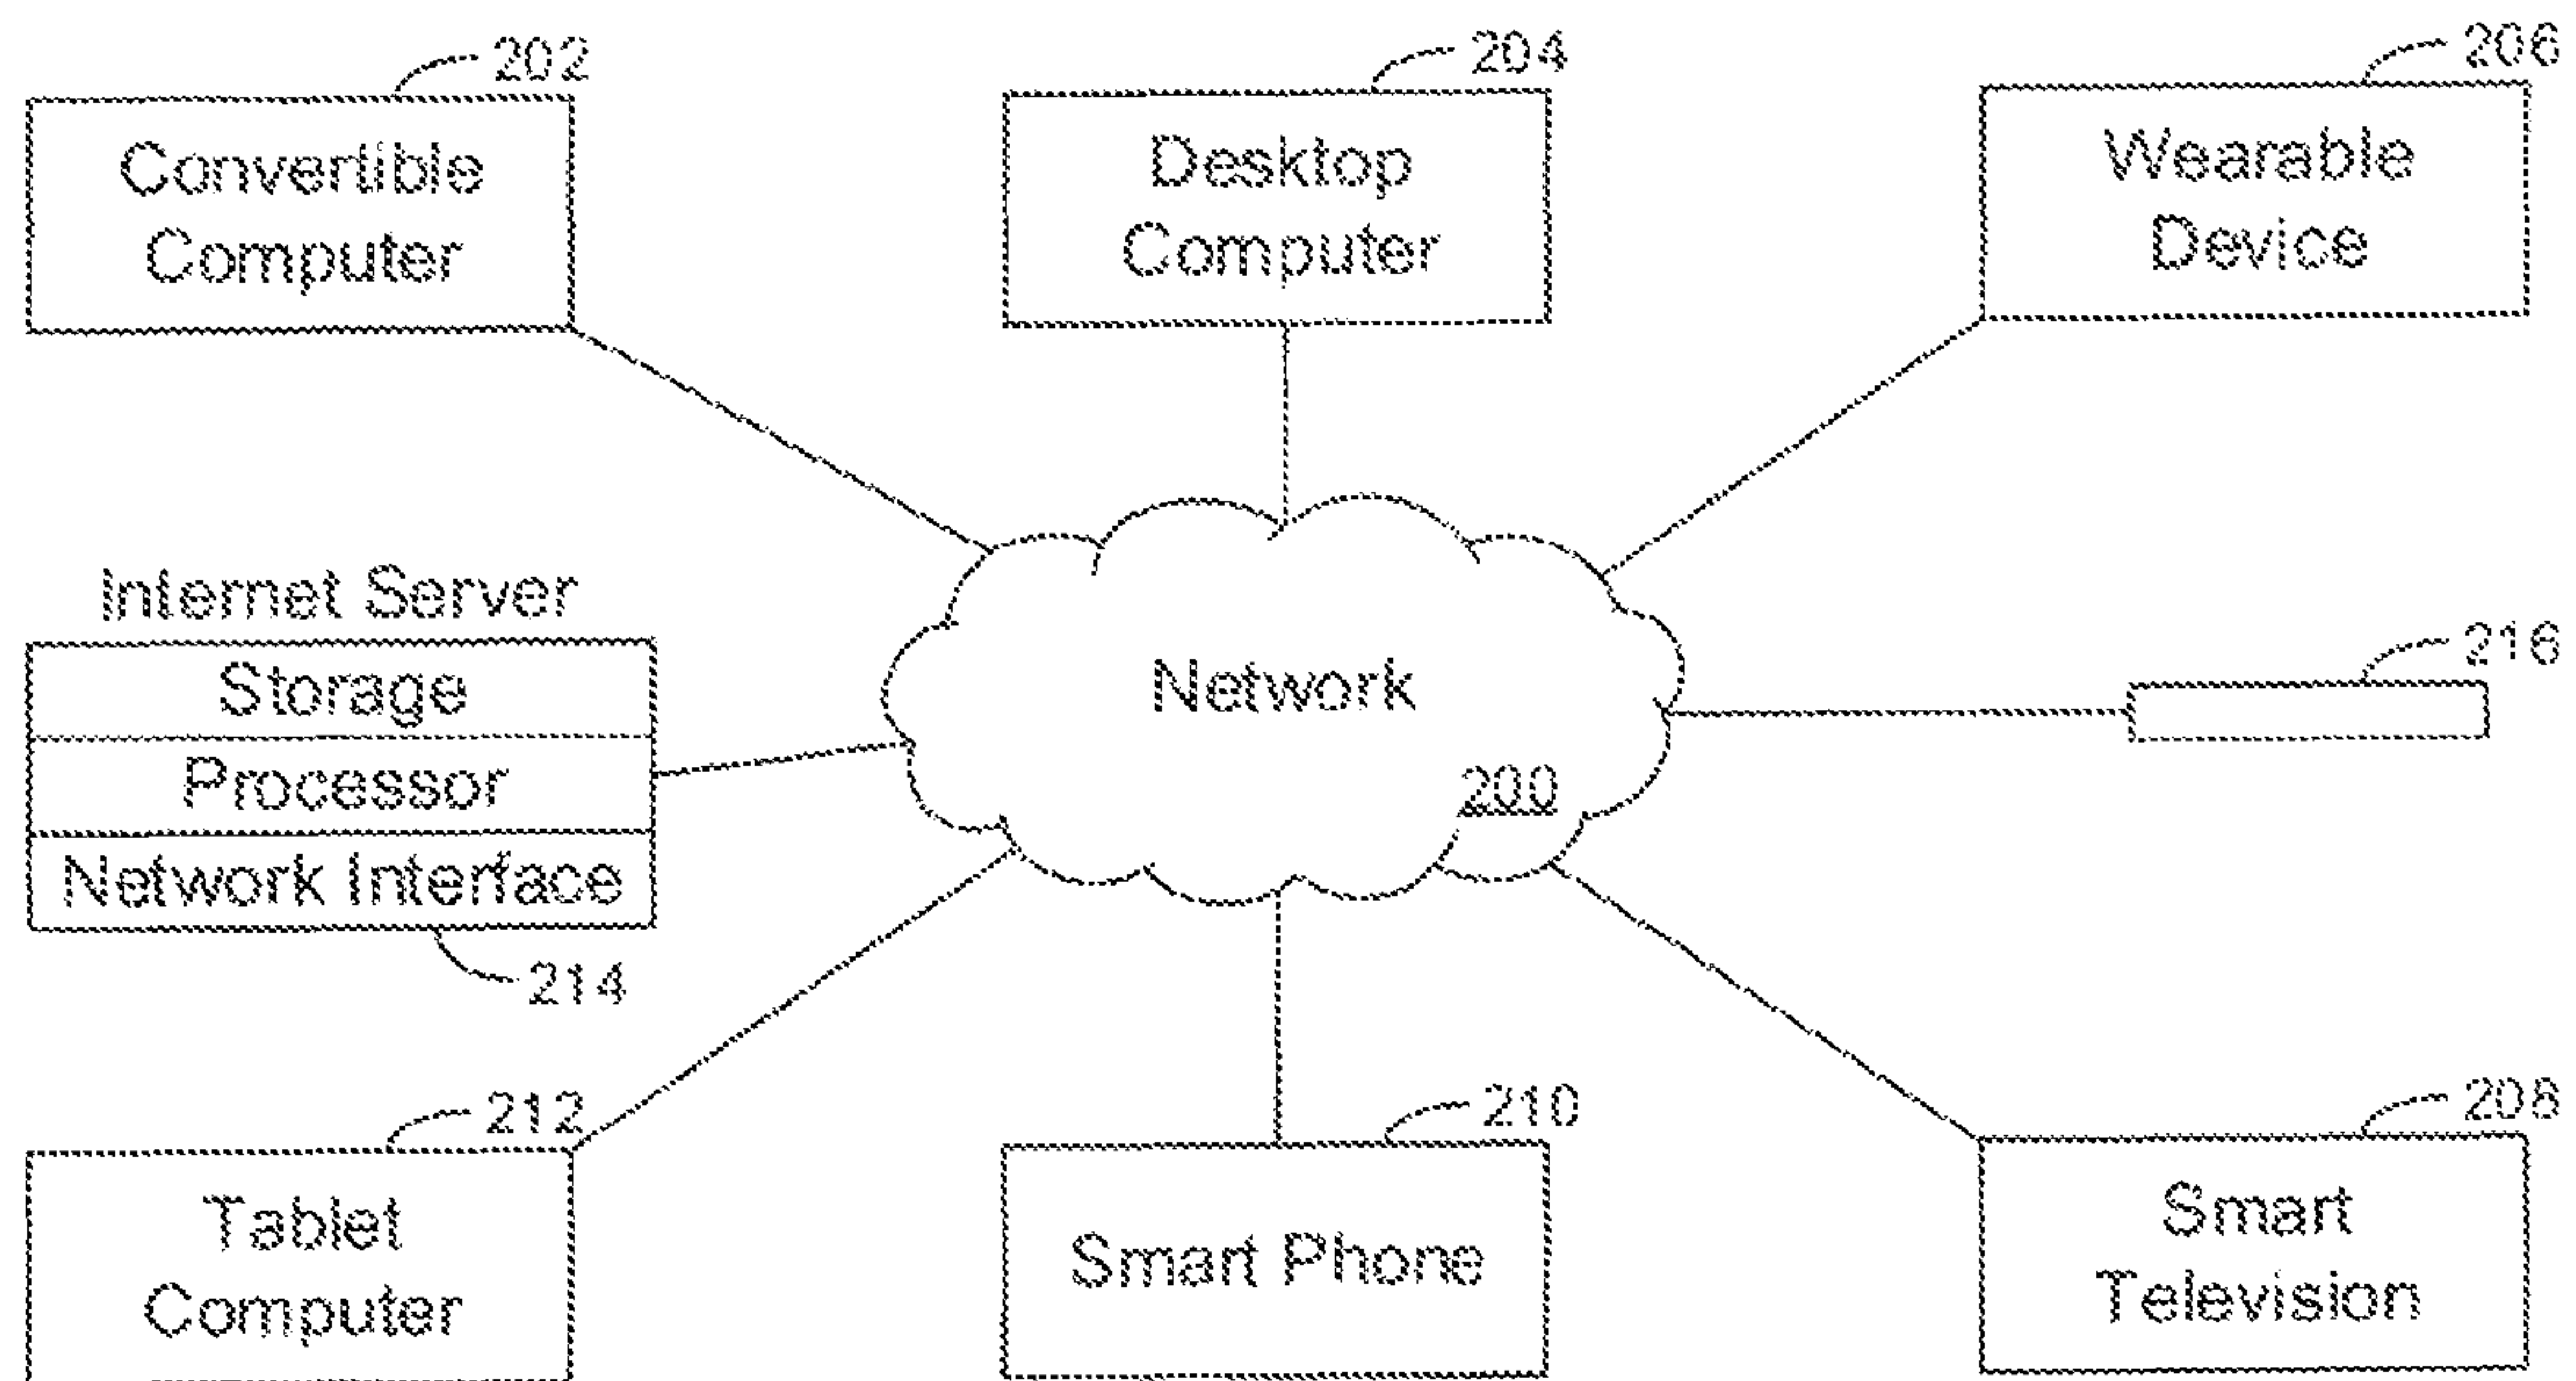 202
Convertible
Computer
204
Desktop
Computer
206
Wearable
Device
Internet Server
Storage
Processor
Network Interface
214
Network
200
216
212
Tablet
Computer
210
Smart Phone
208
Smart
Television